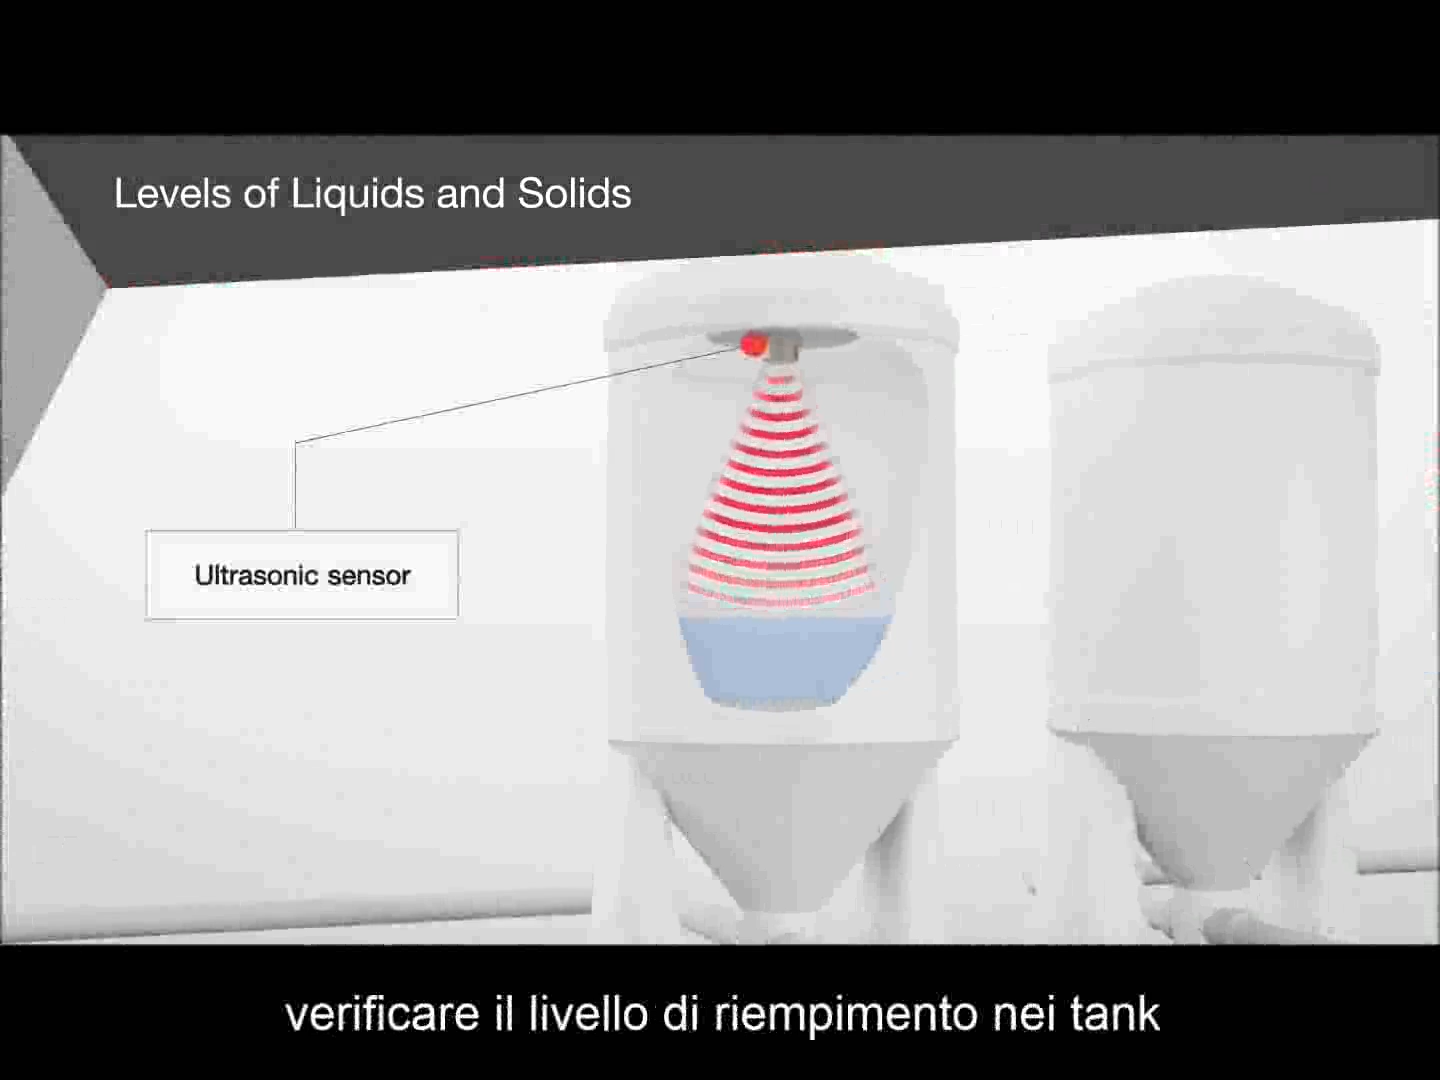 Levels of Liquids and Solids
Ultrasonic sensor
verificare il livello di riempimento nei tank